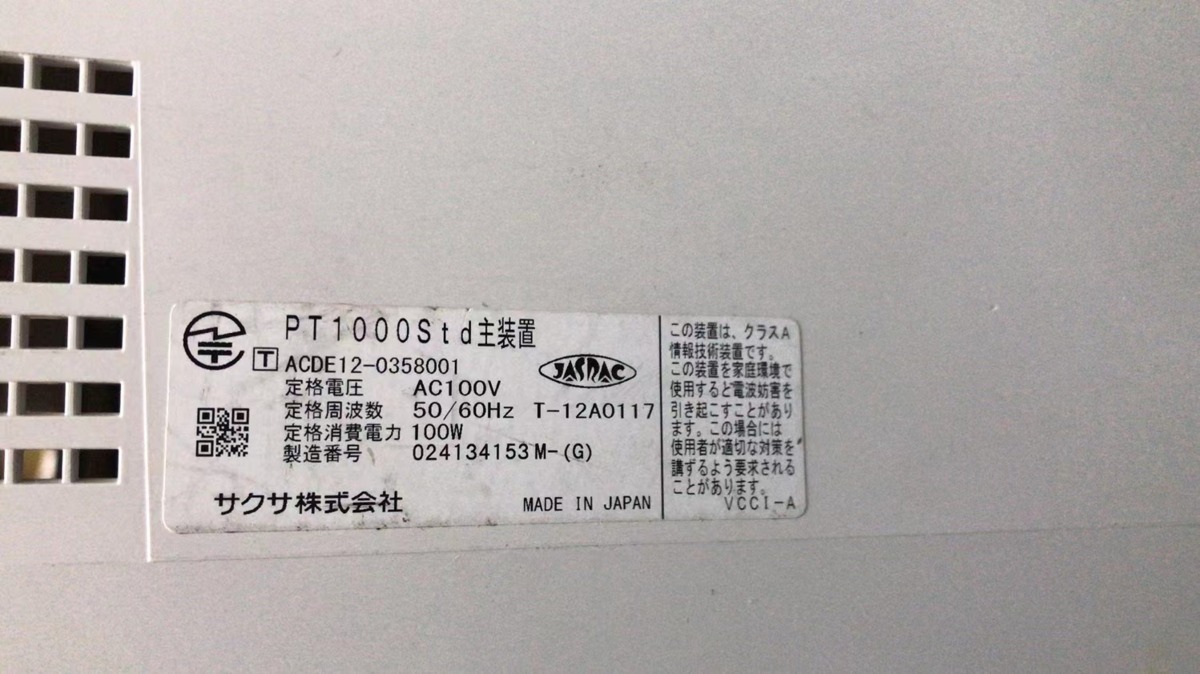 PT1000Std主装置
T ACDE12-0358001
定格電圧 AC100V
定格周波数 50/60Hz T-12A0117
定格消費電力 100W
製造番号 024134153M-(G)
サクサ株式会社 MADE IN JAPAN
JASRAC
この装置は、クラスA
情報技術装置です。
この装置を家庭環境で
使用すると電波妨害を
引き起こすことがあり
ます。この場合には
使用者が適切な対策を
講ずるよう要求される
ことがあります。
VCCI-A